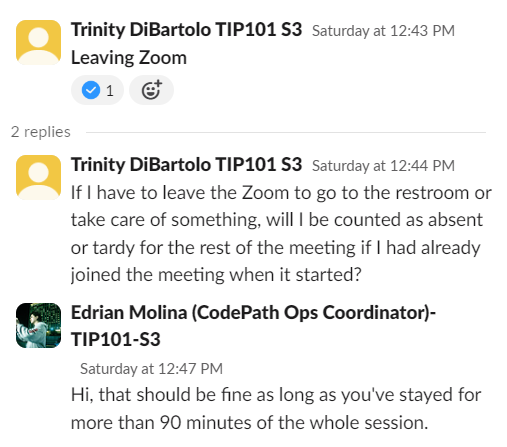 Trinity DiBartolo TIP101 S3 Saturday at 12:43 PM
Leaving Zoom
1
2 replies
Trinity DiBartolo TIP101 S3 Saturday at 12:44 PM
If I have to leave the Zoom to go to the restroom or
take care of something, will I be counted as absent
or tardy for the rest of the meeting if I had already
joined the meeting when it started?
Edrian Molina (CodePath Ops Coordinator)-
TIP101-S3
Saturday at 12:47 PM
Hi, that should be fine as long as you've stayed for
more than 90 minutes of the whole session.